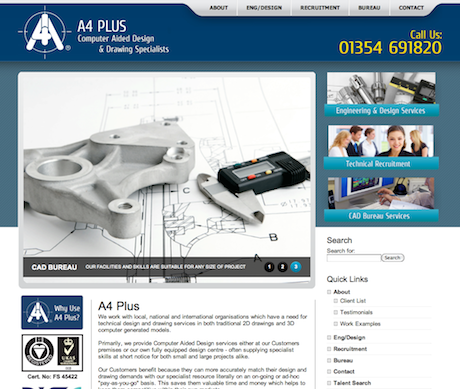 ABOUT
ENG/DESIGN
RECRUITMENT
BUREAU
CONTACT
A4 PLUS
Computer Aided Design
& Drawing Specialists
Call Us:
01354 691820
Engineering & Design Services
Technical Recruitment
CAD Bureau Services
CAD BUREAU OUR FACILITIES AND SKILLS ARE SUITABLE FOR ANY SIZE OF PROJECT
1 2 3
Search
Search for:
Search
Quick Links
About
Client List
Testimonials
Work Examples
Eng/Design
Recruitment
Bureau
Contact
Talent Search
Why Use
A4 Plus?
Cert. No: FS 45422
A4 Plus
We work with local, national and international organisations which have a need for
technical design and drawing services in both traditional 2D drawings and 3D
computer generated models.
Primarily, we provide Computer Aided Design services either at our Customers
premises or our own fully equipped design centre - often supplying specialist
skills at short notice for both small and large projects alike.
Our Customers benefit because they can more accurately match their design and
drawing demands with our specialist resource literally on an on-going or ad-hoc
"pay-as-you-go" basis. This saves them valuable time and money which helps to